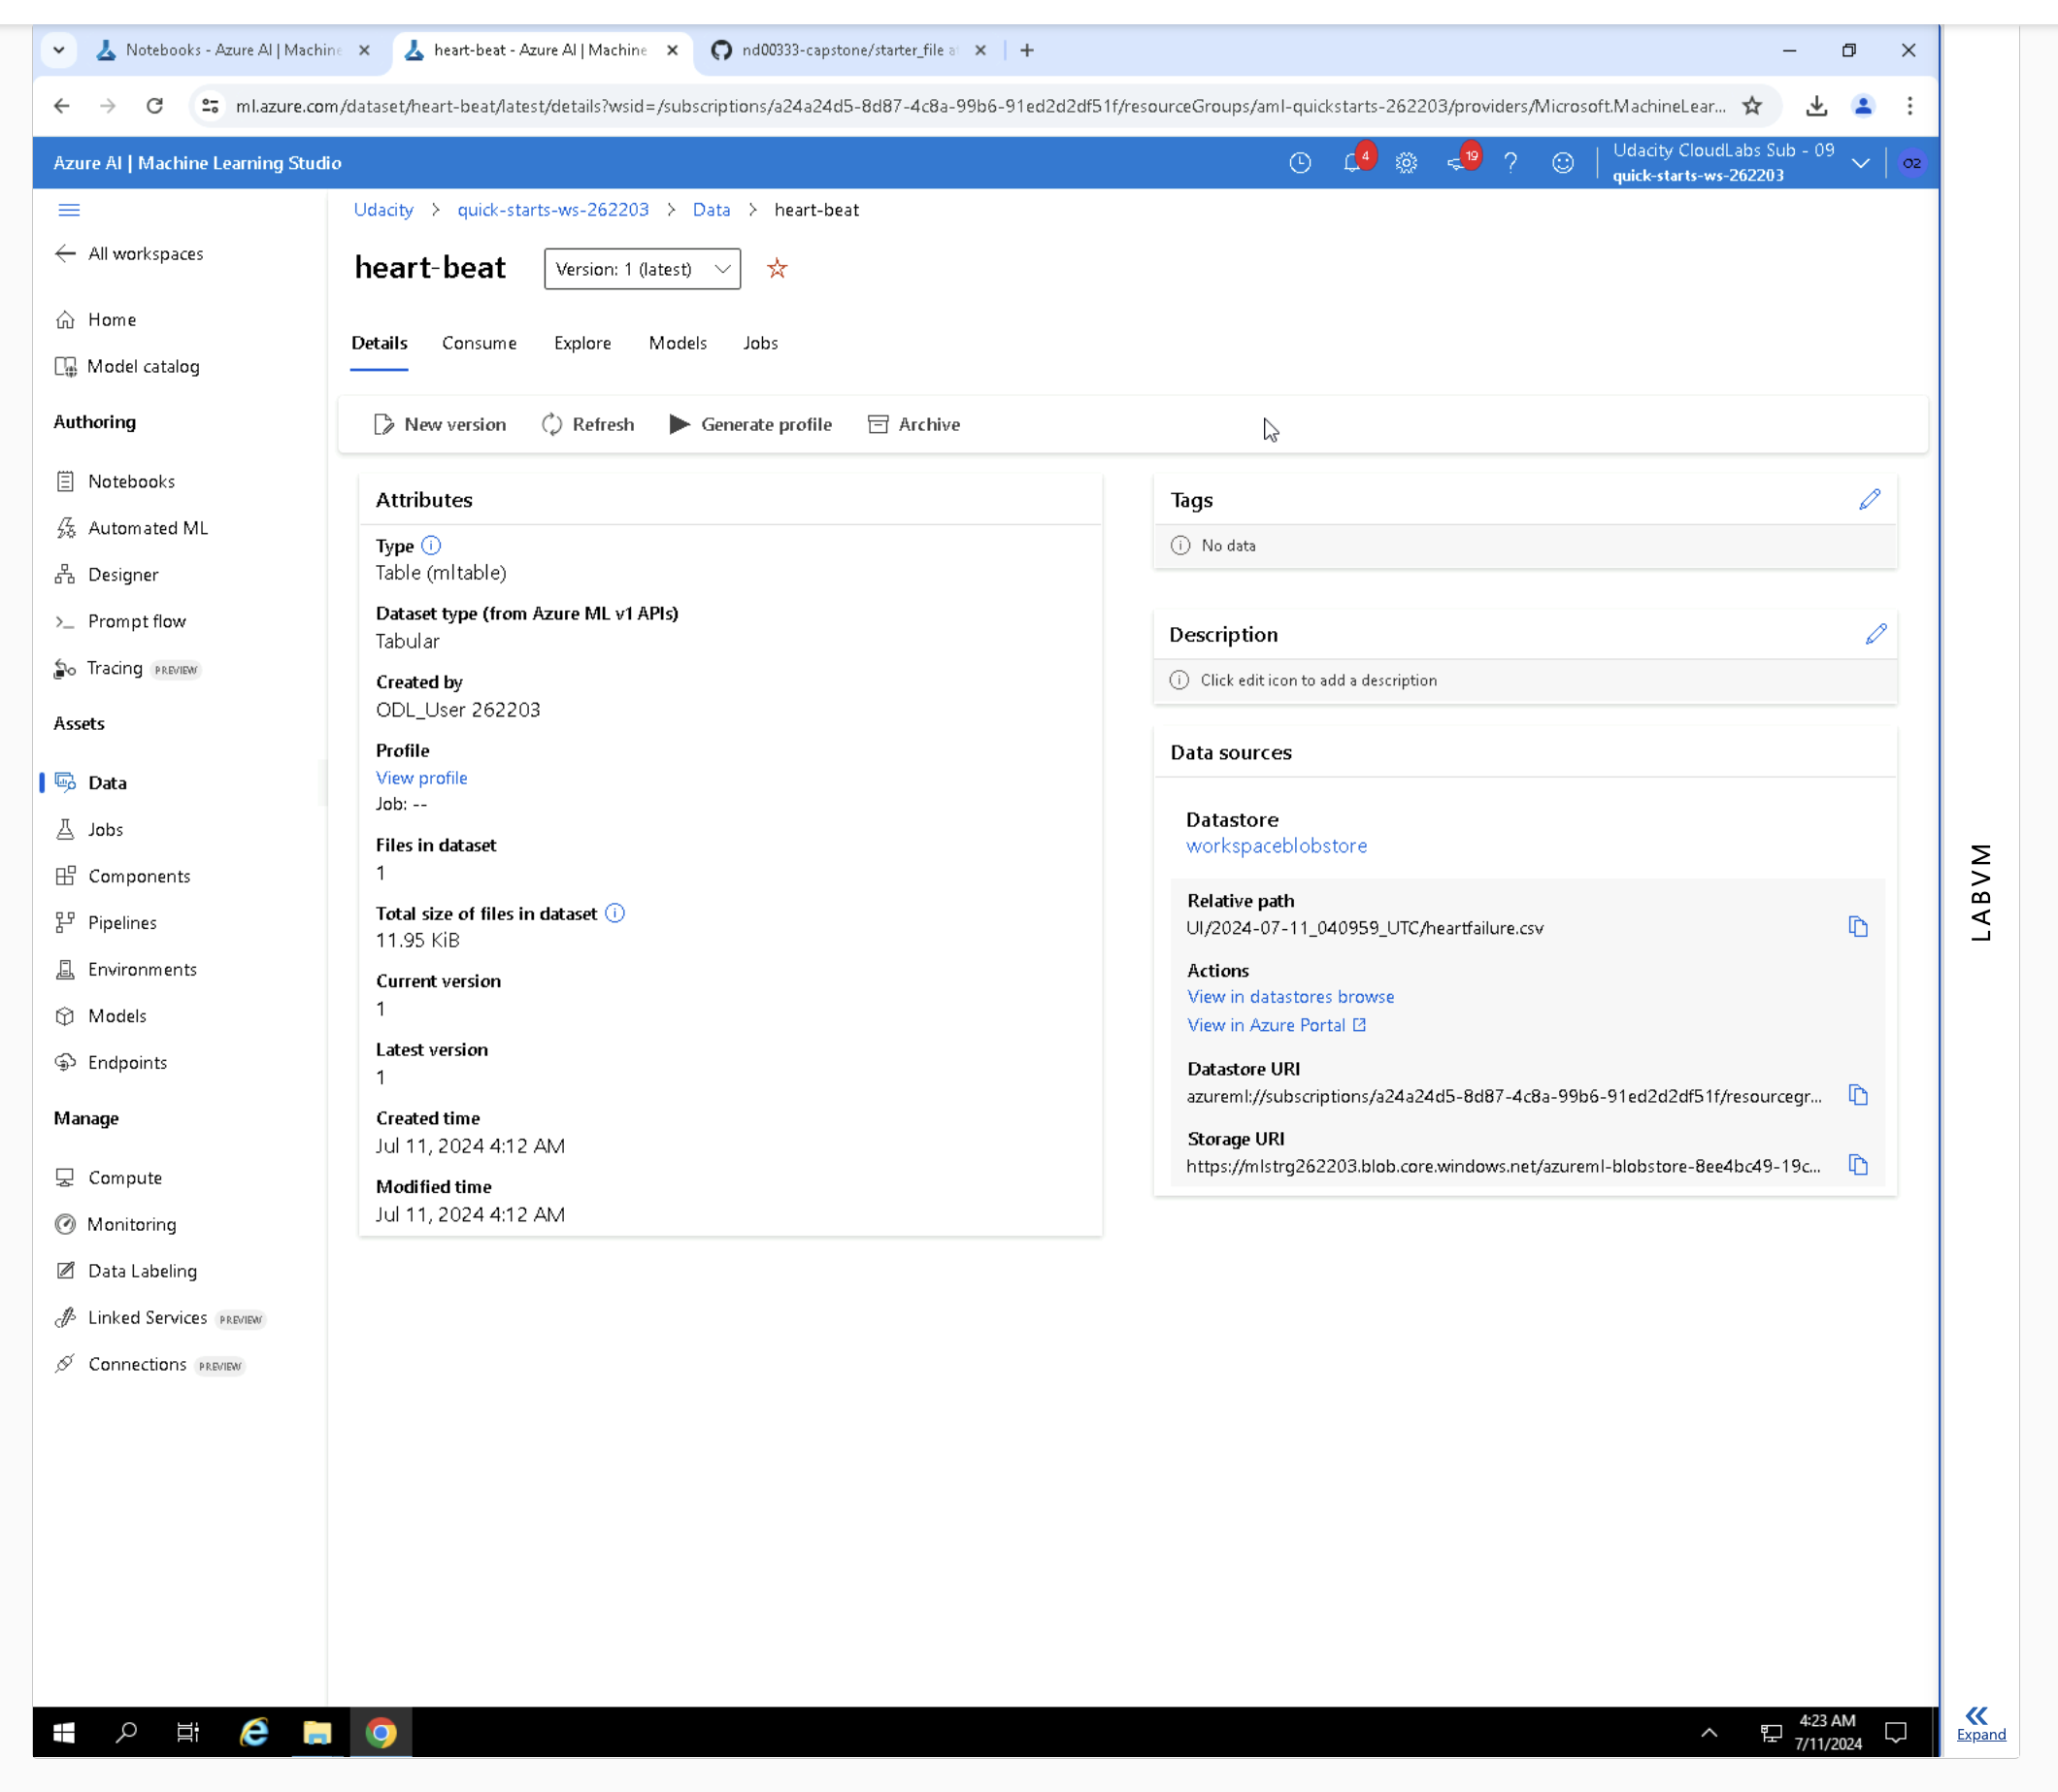 Notebooks - Azure AI | Machine
heart-beat - Azure AI | Machine
nd00333-capstone/starter_file a
ml.azure.com/dataset/heart-beat/latest/details?wsid=/subscriptions/a24a24d5-8d87-4c8a-99b6-91ed2d2df51f/resourceGroups/aml-quickstarts-262203/providers/Microsoft.MachineLear...
Azure AI | Machine Learning Studio
4
19
Udacity CloudLabs Sub - 09
quick-starts-ws-262203
O2
All workspaces
Home
Model catalog
Authoring
Notebooks
Automated ML
Designer
Prompt flow
Tracing PREVIEW
Assets
Data
Jobs
Components
Pipelines
Environments
Models
Endpoints
Manage
Compute
Monitoring
Data Labeling
Linked Services PREVIEW
Connections PREVIEW
Udacity > quick-starts-ws-262203 > Data > heart-beat
heart-beat
Version: 1 (latest)
Details Consume Explore Models Jobs
New version Refresh Generate profile Archive
Attributes
Type
Table (mltable)
Dataset type (from Azure ML v1 APIs)
Tabular
Created by
ODL_User 262203
Profile
View profile
Job: --
Files in dataset
1
Total size of files in dataset
11.95 KiB
Current version
1
Latest version
1
Created time
Jul 11, 2024 4:12 AM
Modified time
Jul 11, 2024 4:12 AM
Tags
No data
Description
Click edit icon to add a description
Data sources
Datastore
workspaceblobstore
Relative path
UI/2024-07-11_040959_UTC/heartfailure.csv
Actions
View in datastores browse
View in Azure Portal
Datastore URI
azureml://subscriptions/a24a24d5-8d87-4c8a-99b6-91ed2d2df51f/resourcegr...
Storage URI
https://mlstrg262203.blob.core.windows.net/azureml-blobstore-8ee4bc49-19c...
LABVM
Expand
4:23 AM
7/11/2024